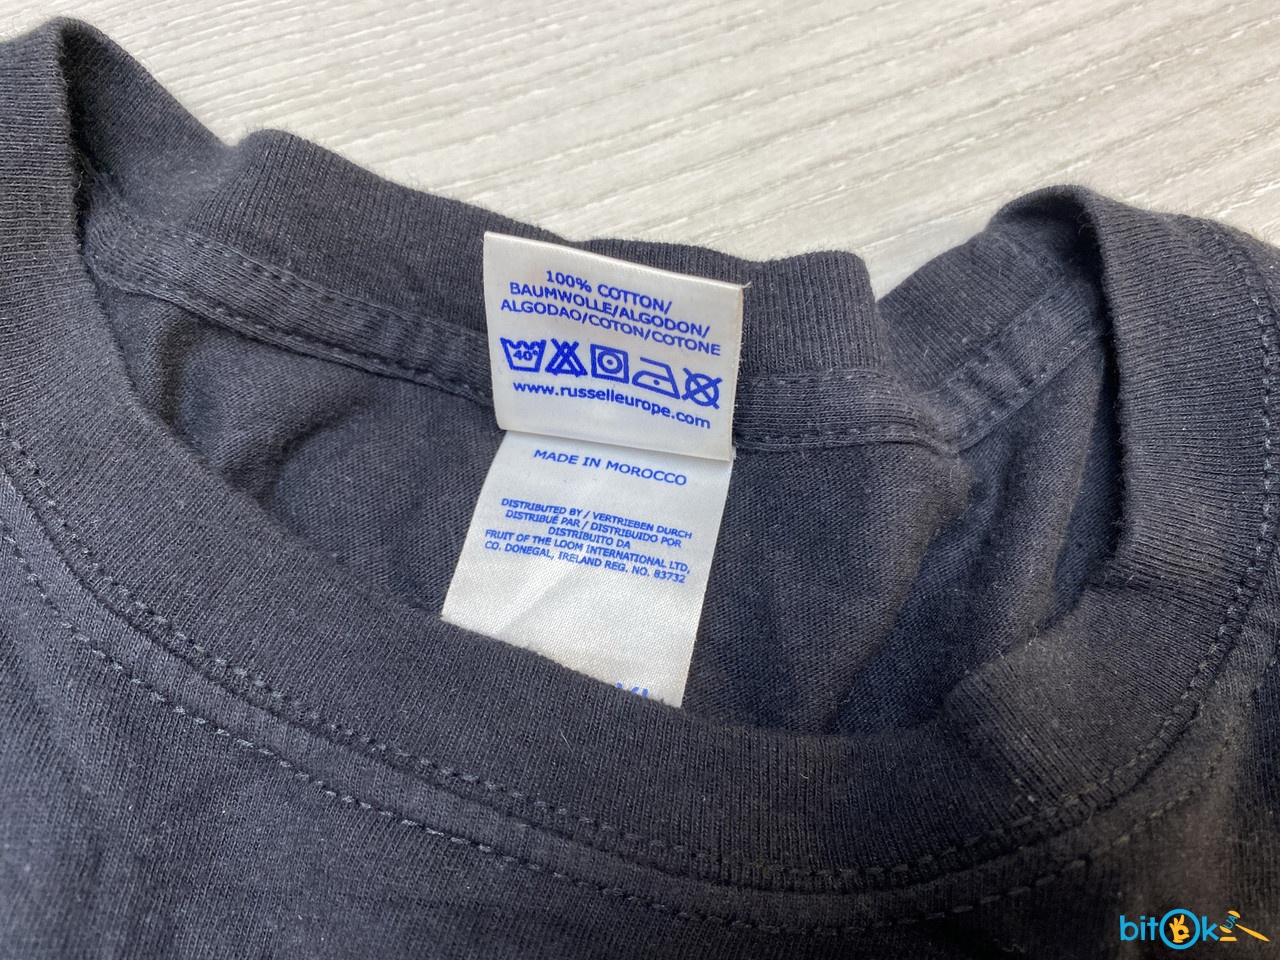 100% COTTON/
BAUMWOLLE/ALGODON/
ALGODAO/COTON/COTONE
40°
www.russelleurope.com
MADE IN MOROCCO
DISTRIBUTED BY / VERTRIEBEN DURCH
DISTRIBUÉ PAR / DISTRIBUIDO POR
DISTRIBUITO DA
FRUIT OF THE LOOM INTERNATIONAL LTD,
CO. DONEGAL, IRELAND REG. NO. 83732
bitOk UA